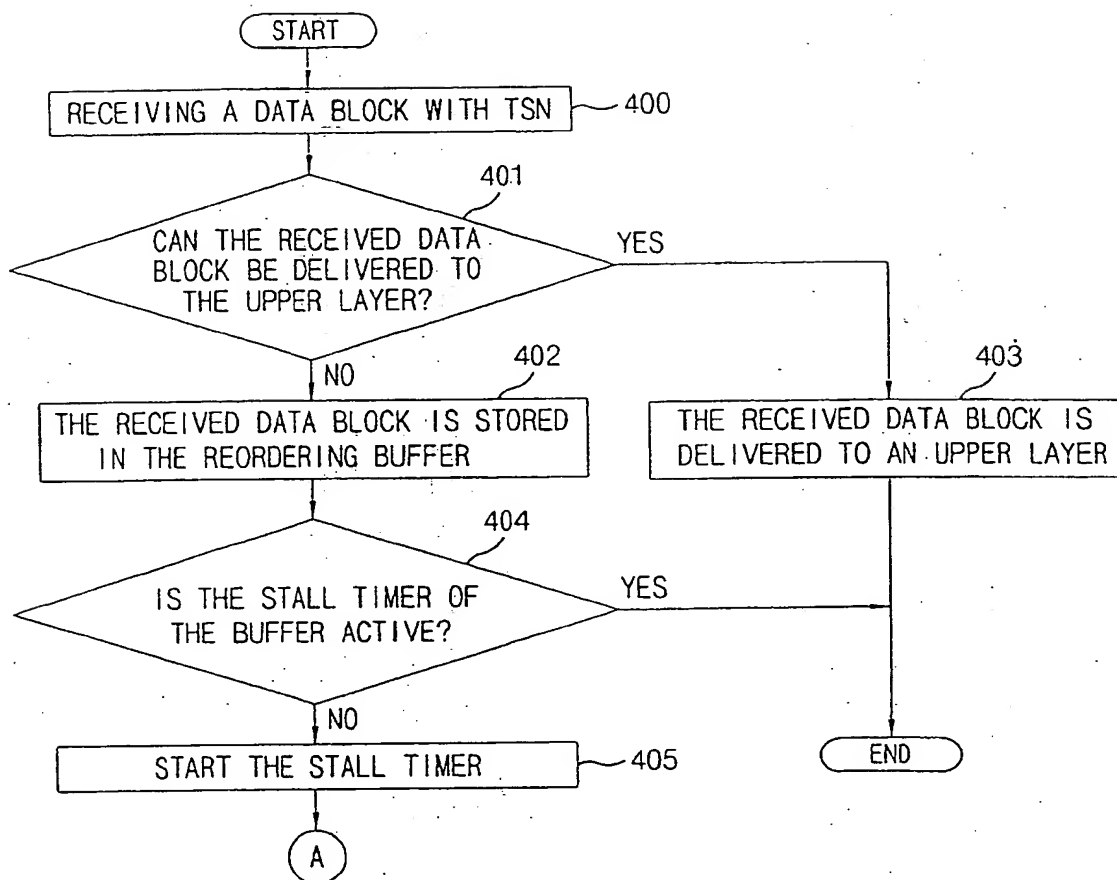 START
RECEIVING A DATA BLOCK WITH TSN
400
401
CAN THE RECEIVED DATA
BLOCK BE DELIVERED TO
THE UPPER LAYER?
YES
NO
402
THE RECEIVED DATA BLOCK IS STORED
IN THE REORDERING BUFFER
403
THE RECEIVED DATA BLOCK IS
DELIVERED TO AN UPPER LAYER
404
IS THE STALL TIMER OF
THE BUFFER ACTIVE?
YES
NO
START THE STALL TIMER
405
END
A